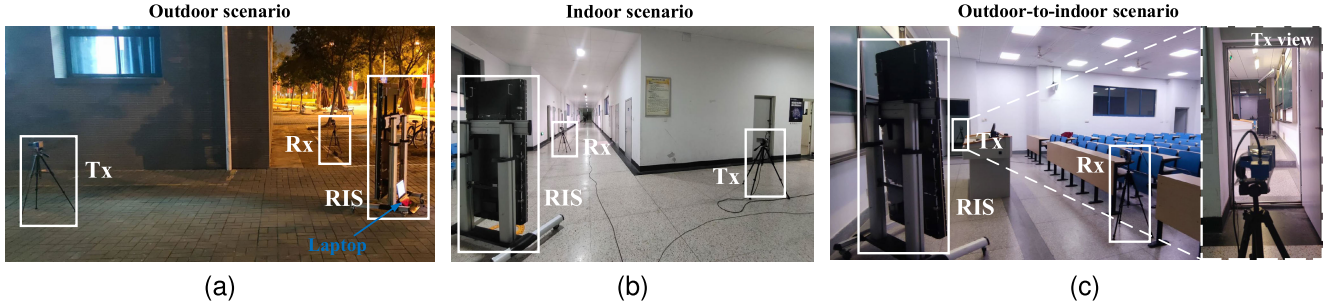 Outdoor scenario
Indoor scenario
Outdoor-to-indoor scenario
Tx
Rx
RIS
Laptop
RIS
Rx
Tx
RIS
Tx
Rx
Tx view
(a)
(b)
(c)